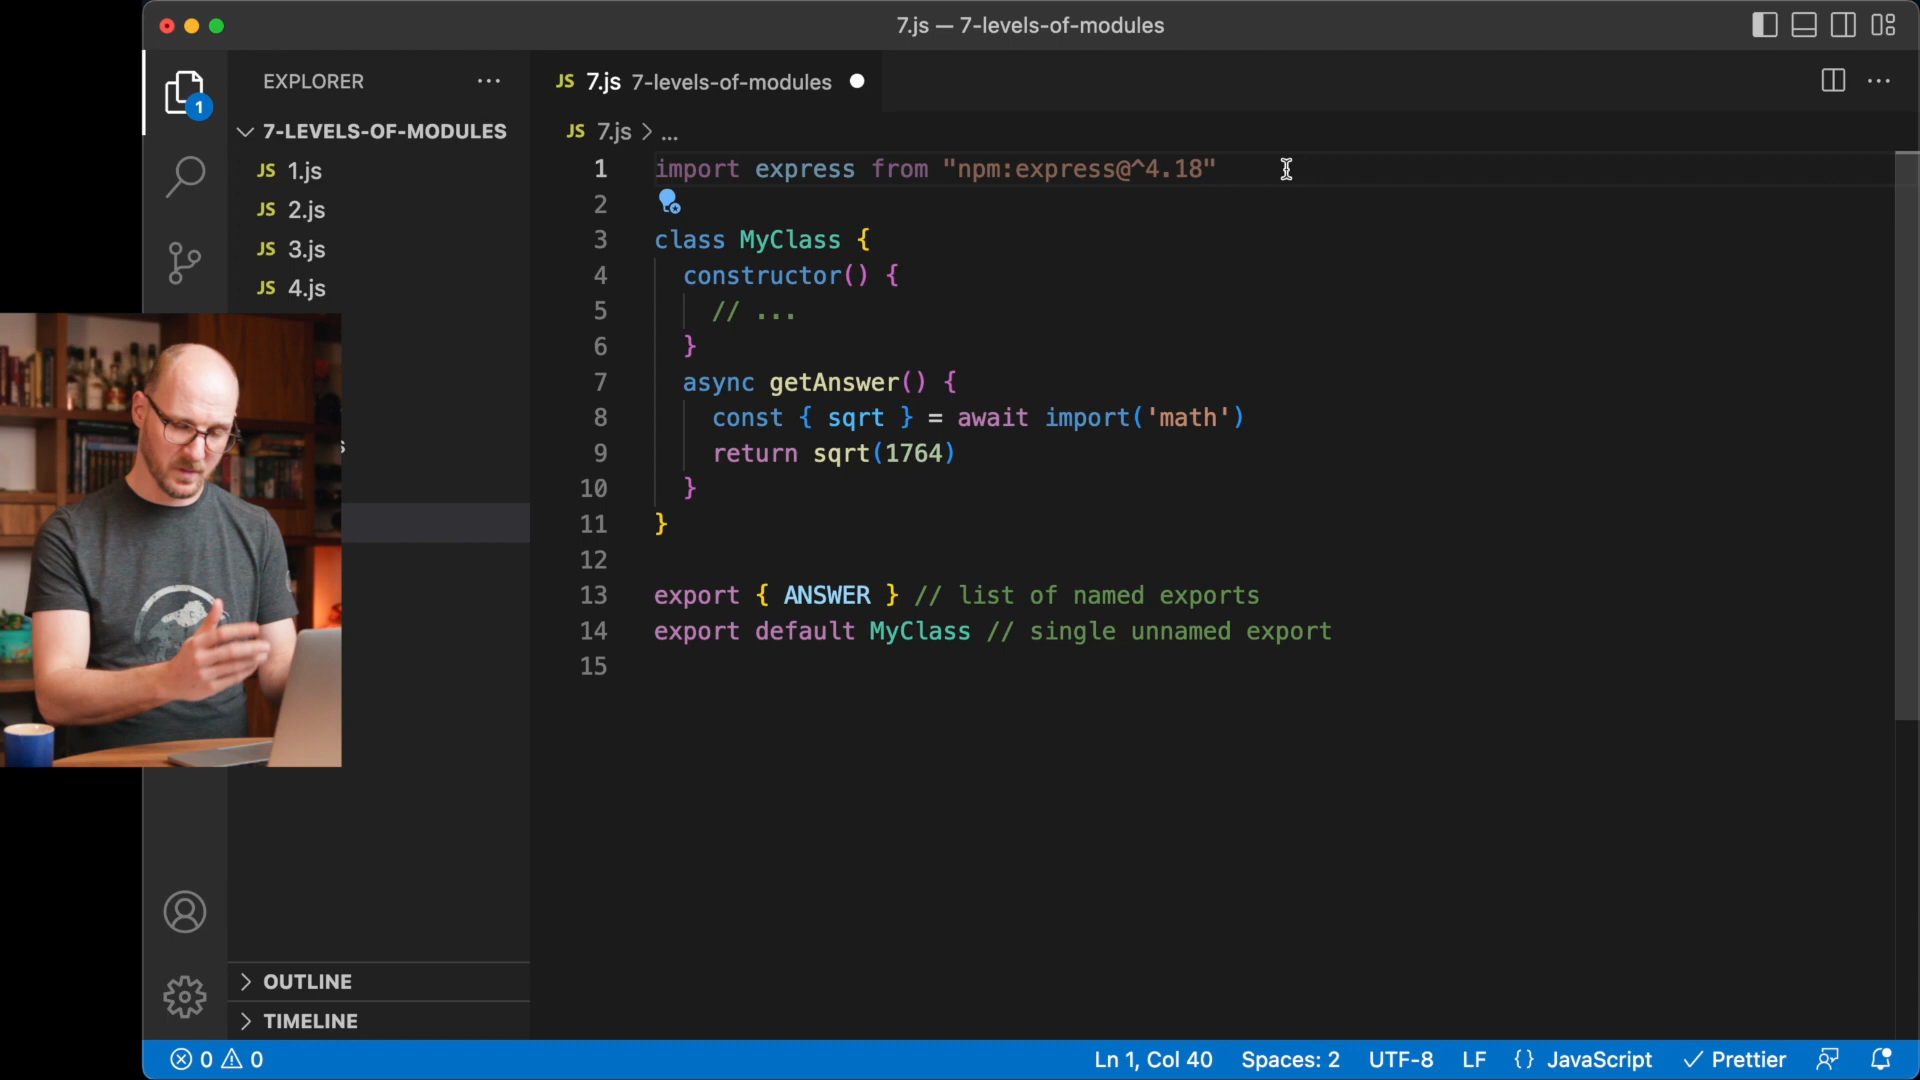 7.js — 7-levels-of-modules
EXPLORER ...
JS 7.js 7-levels-of-modules
1
7-LEVELS-OF-MODULES
JS 7.js > ...
JS 1.js
JS 2.js
JS 3.js
JS 4.js
s
1 import express from "npm:express@^4.18"
2
3 class MyClass {
4 constructor() {
5 // ...
6 }
7 async getAnswer() {
8 const { sqrt } = await import('math')
9 return sqrt(1764)
10 }
11 }
12
13 export { ANSWER } // list of named exports
14 export default MyClass // single unnamed export
15
OUTLINE
TIMELINE
0 0 Ln 1, Col 40 Spaces: 2 UTF-8 LF {} JavaScript Prettier